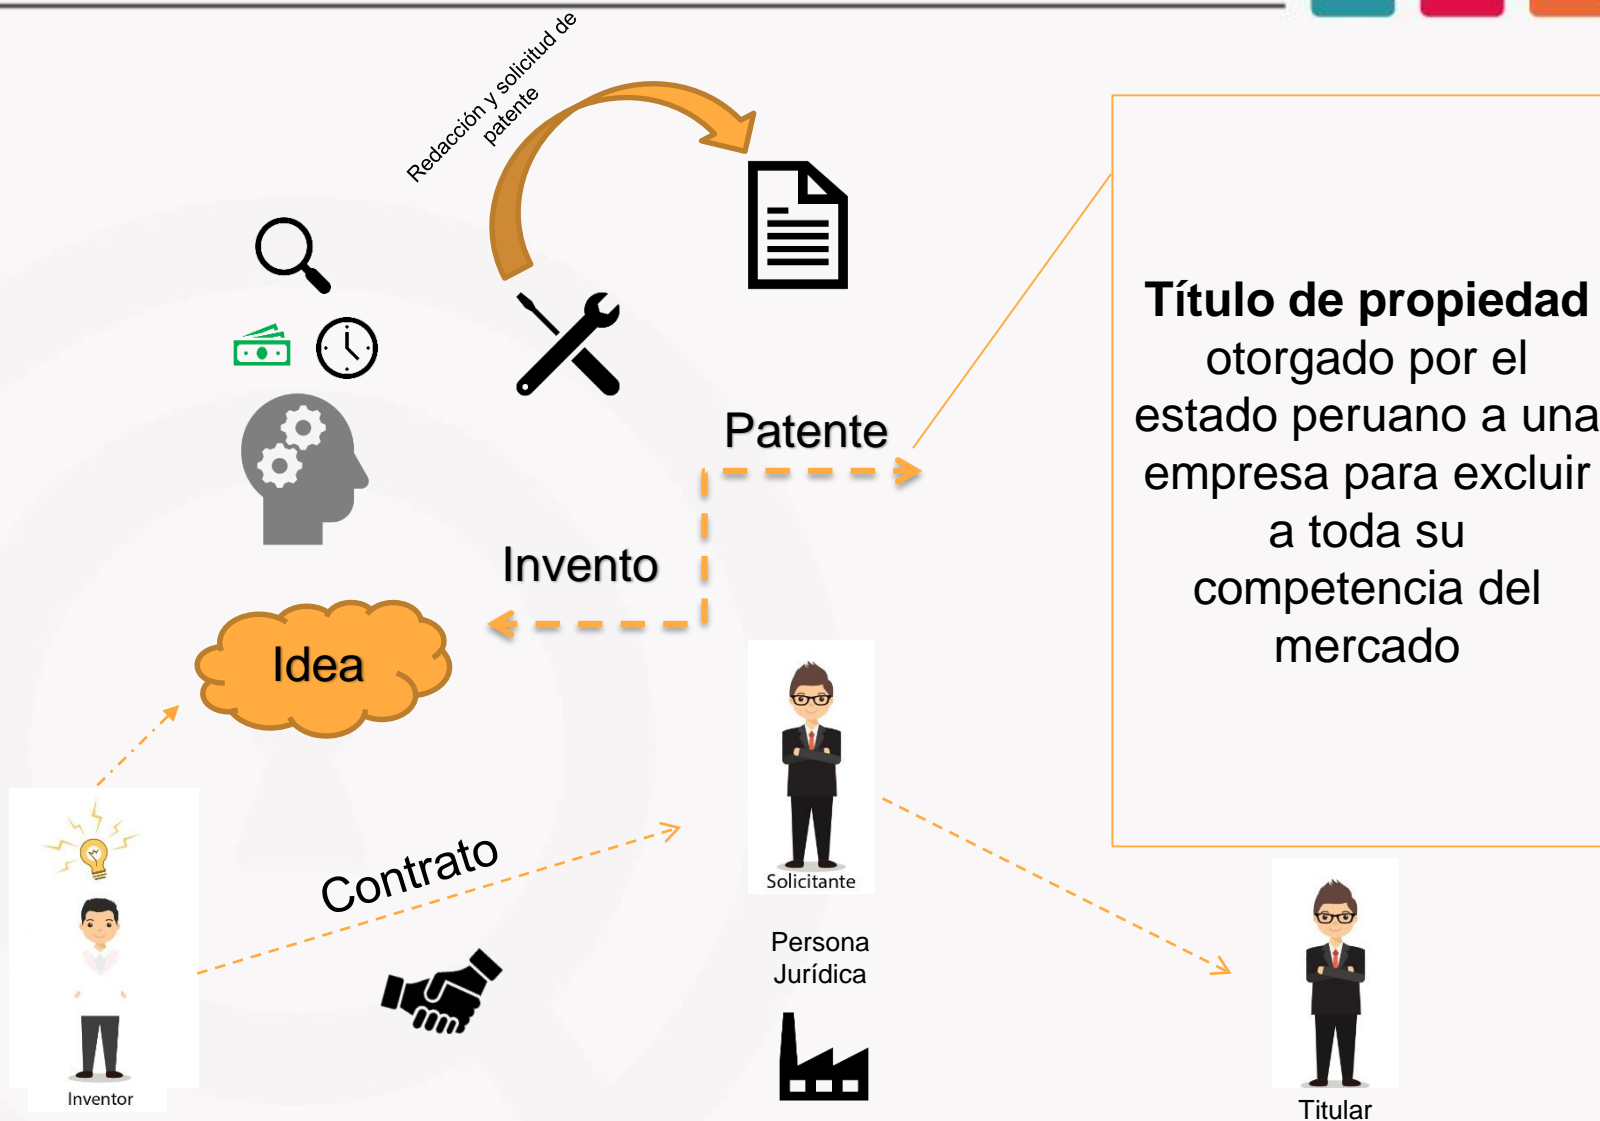 Redacción y solicitud de
patente
Patente
Título de propiedad
otorgado por el
estado peruano a una
empresa para excluir
a toda su
competencia del
mercado
Invento
Idea
Contrato
Solicitante
Persona
Jurídica
Inventor
Titular